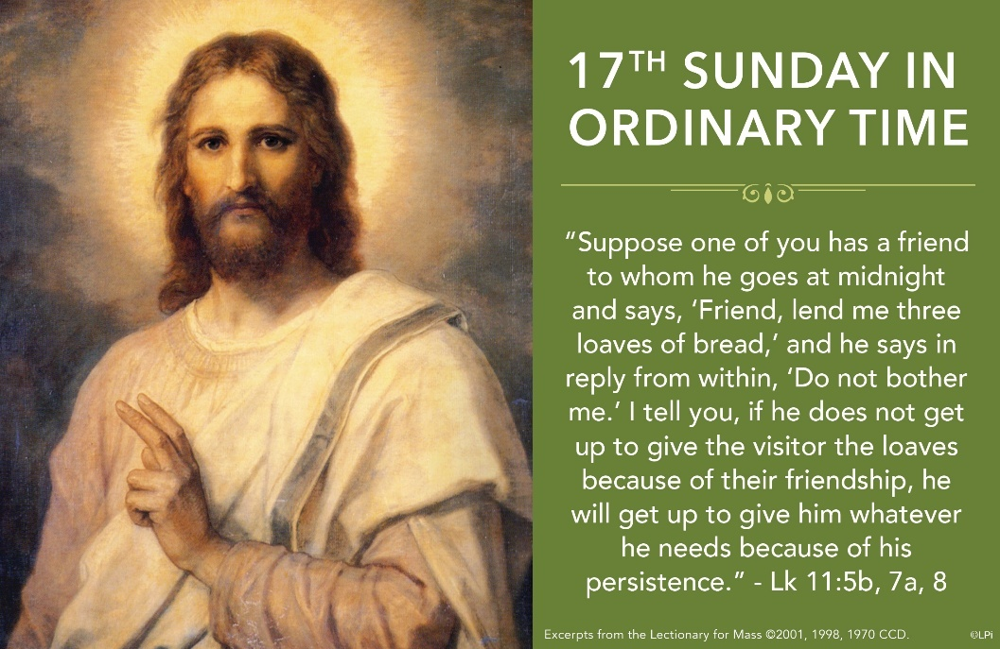 17TH SUNDAY IN
ORDINARY TIME
“Suppose one of you has a friend
to whom he goes at midnight
and says, ‘Friend, lend me three
loaves of bread,’ and he says in
reply from within, ‘Do not bother
me.’ I tell you, if he does not get
up to give the visitor the loaves
because of their friendship, he
will get up to give him whatever
he needs because of his
persistence.” - Lk 11:5b, 7a, 8
Excerpts from the Lectionary for Mass ©2001, 1998, 1970 CCD.
©LPi